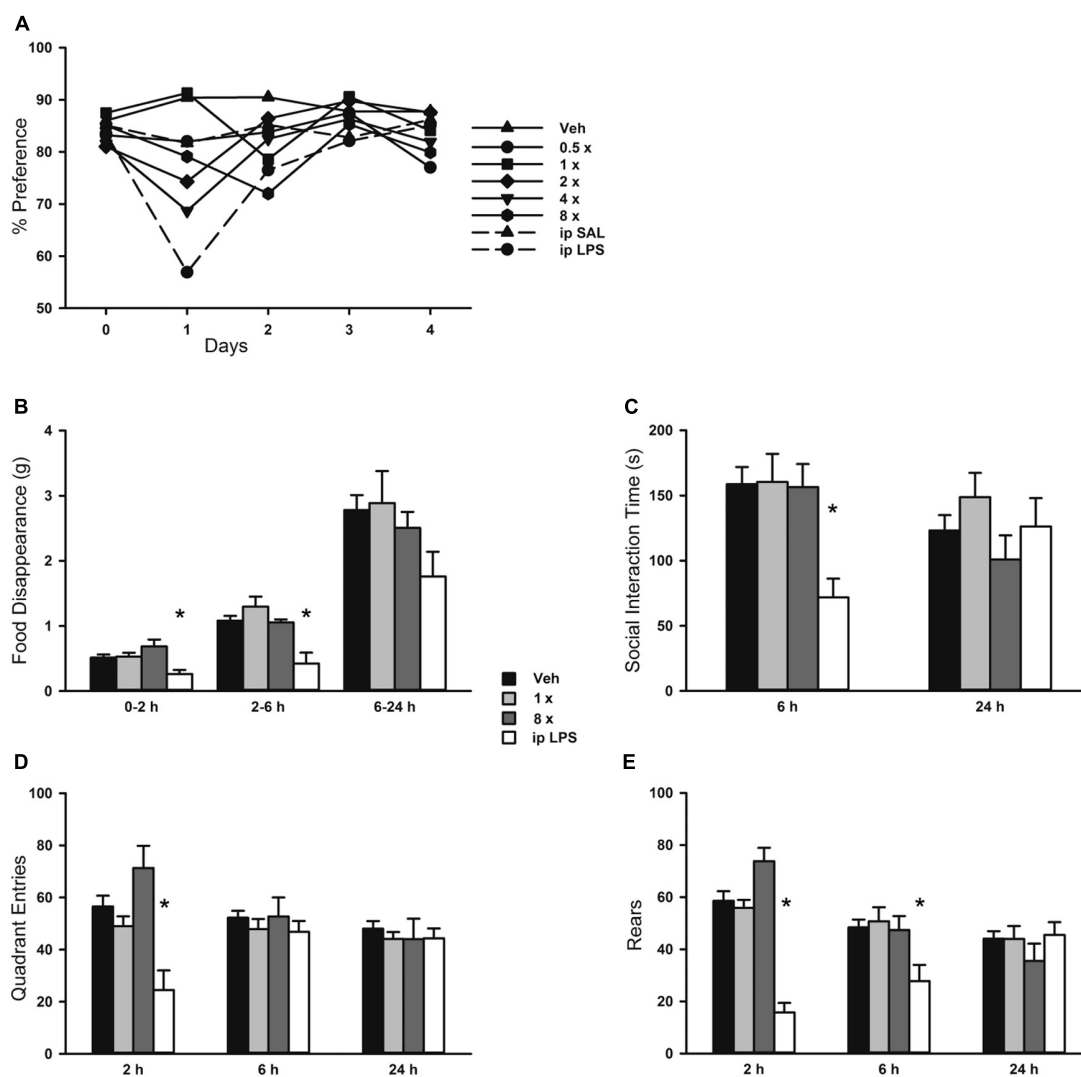 A
100
90
80
70
60
50
% Preference
0 1 2 3 4
Days
Veh
0.5 x
1 x
2 x
4 x
8 x
ip SAL
ip LPS
B
4
3
2
1
0
Food Disappearance (g)
* *
0-2 h 2-6 h 6-24 h
C
200
150
100
50
0
Social Interaction Time (s)
*
6 h 24 h
Veh
1 x
8 x
ip LPS
D
100
80
60
40
20
0
Quadrant Entries
*
2 h 6 h 24 h
E
100
80
60
40
20
0
Rears
* *
2 h 6 h 24 h